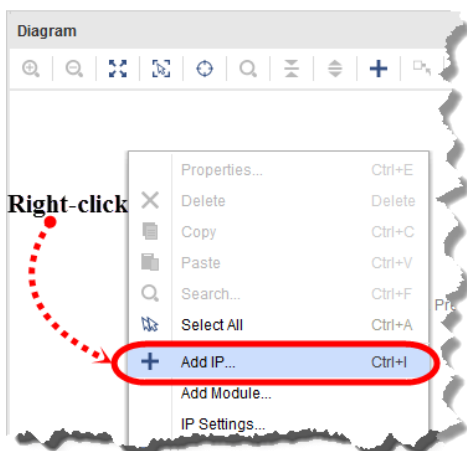 Diagram
Properties... Ctrl+E
Right-click
Delete Delete
Copy Ctrl+C
Paste Ctrl+V
Search... Ctrl+F
Select All Ctrl+A
Add IP... Ctrl+I
Add Module...
IP Settings...